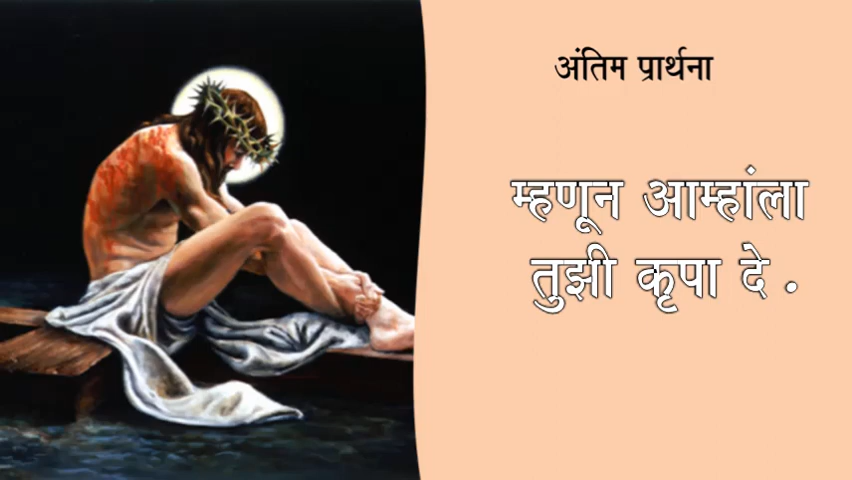 अंतिम प्रार्थना
म्हणून आम्हांला
तुझी कृपा दे .